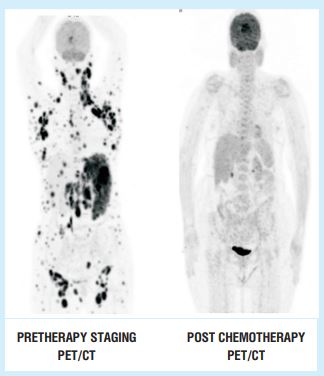 PRETHERAPY STAGING
PET/CT
POST CHEMOTHERAPY
PET/CT